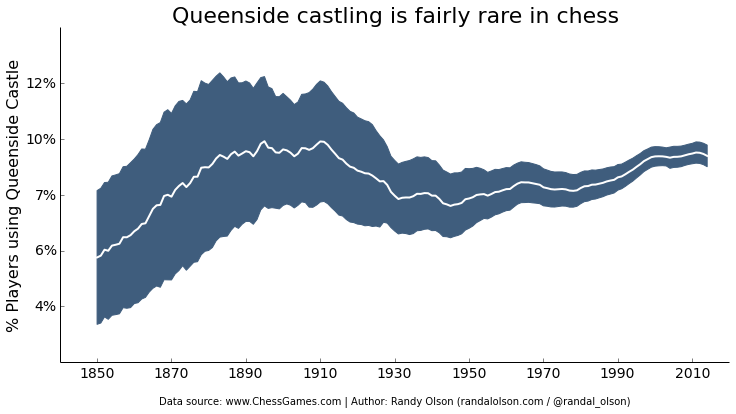 Queenside castling is fairly rare in chess
% Players using Queenside Castle
12%
10%
7%
6%
4%
1850 1870 1890 1910 1930 1950 1970 1990 2010
Data source: www.ChessGames.com | Author: Randy Olson (randalolson.com / @randal_olson)